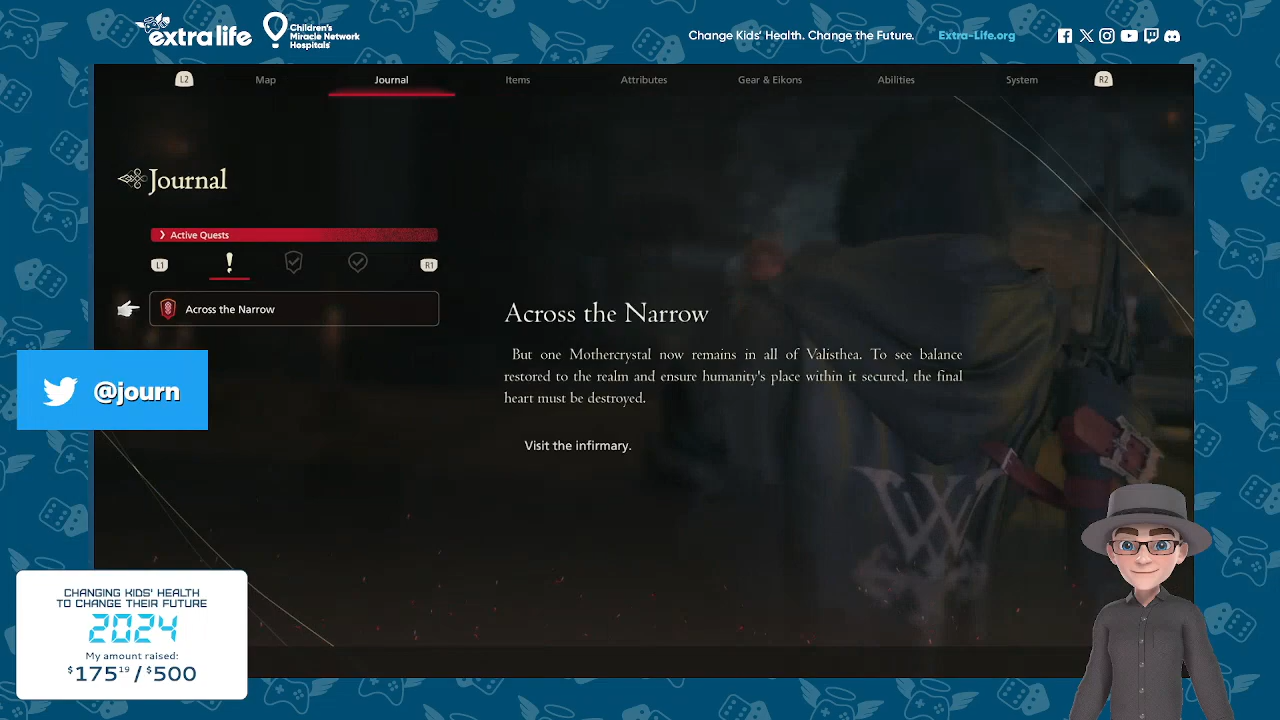 extra life
Children's
Miracle Network
Hospitals
Change Kids' Health. Change the Future.
Extra-Life.org
L2
Map
Journal
Items
Attributes
Gear & Eikons
Abilities
System
R2
Journal
Active Quests
L1
R1
Across the Narrow
Across the Narrow
But one Mothercrystal now remains in all of Valisthea. To see balance
restored to the realm and ensure humanity's place within it secured, the final
heart must be destroyed.
Visit the infirmary.
@journ
CHANGING KIDS' HEALTH
TO CHANGE THEIR FUTURE
2024
My amount raised:
$175.19 / $500